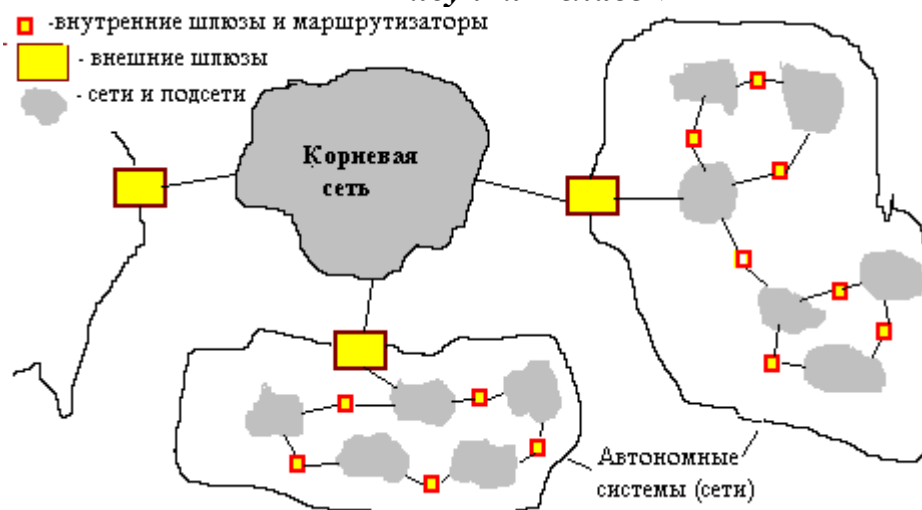 -внутренние шлюзы и маршрутизаторы
- внешние шлюзы
- сети и подсети
Корневая
сеть
Автономные
системы (сети)